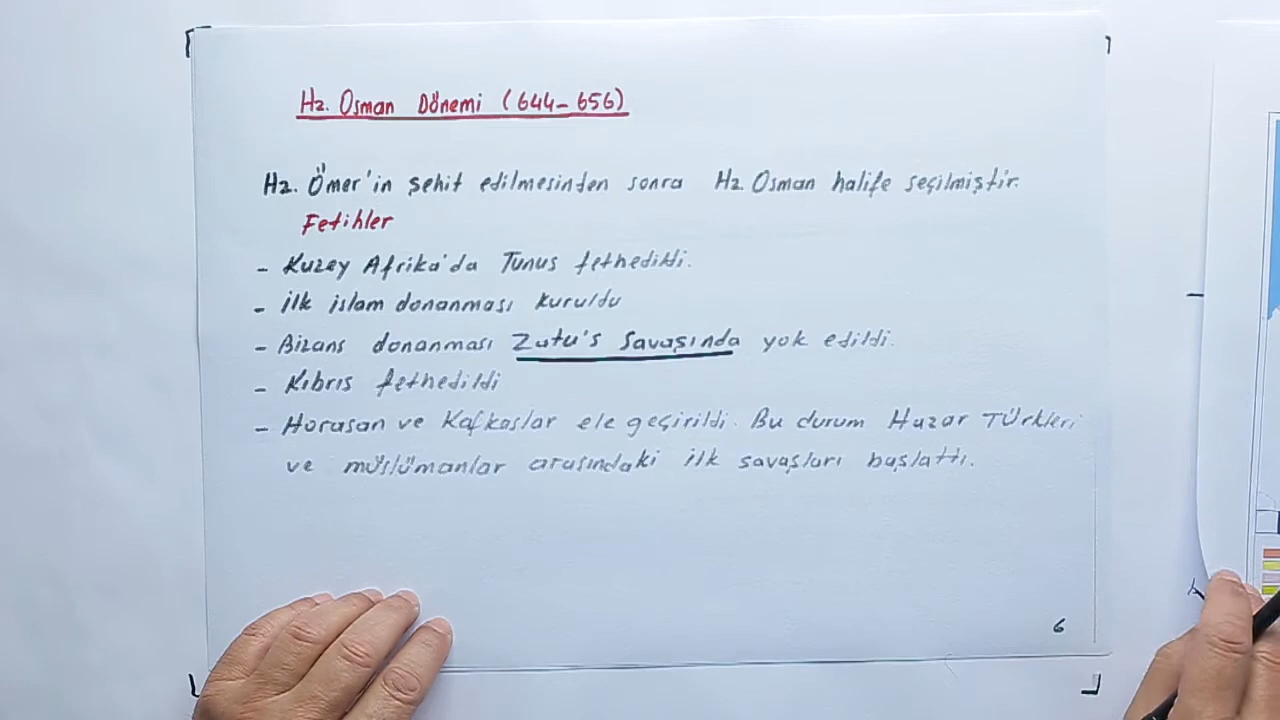 Hz. Osman Dönemi (644-656)
Hz. Ömer'in şehit edilmesinden sonra Hz Osman halife seçilmiştir.
Fetihler
- Kuzey Afrika'da Tunus fethedildi.
- İlk islam donanması kuruldu
- Bizans donanması Zatu's Savaşında yok edildi.
- Kıbrıs fethedildi
- Horasan ve Kafkaslar ele geçirildi. Bu durum Hazar Türkleri
ve müslümanlar arasındaki ilk savaşları başlattı.
6